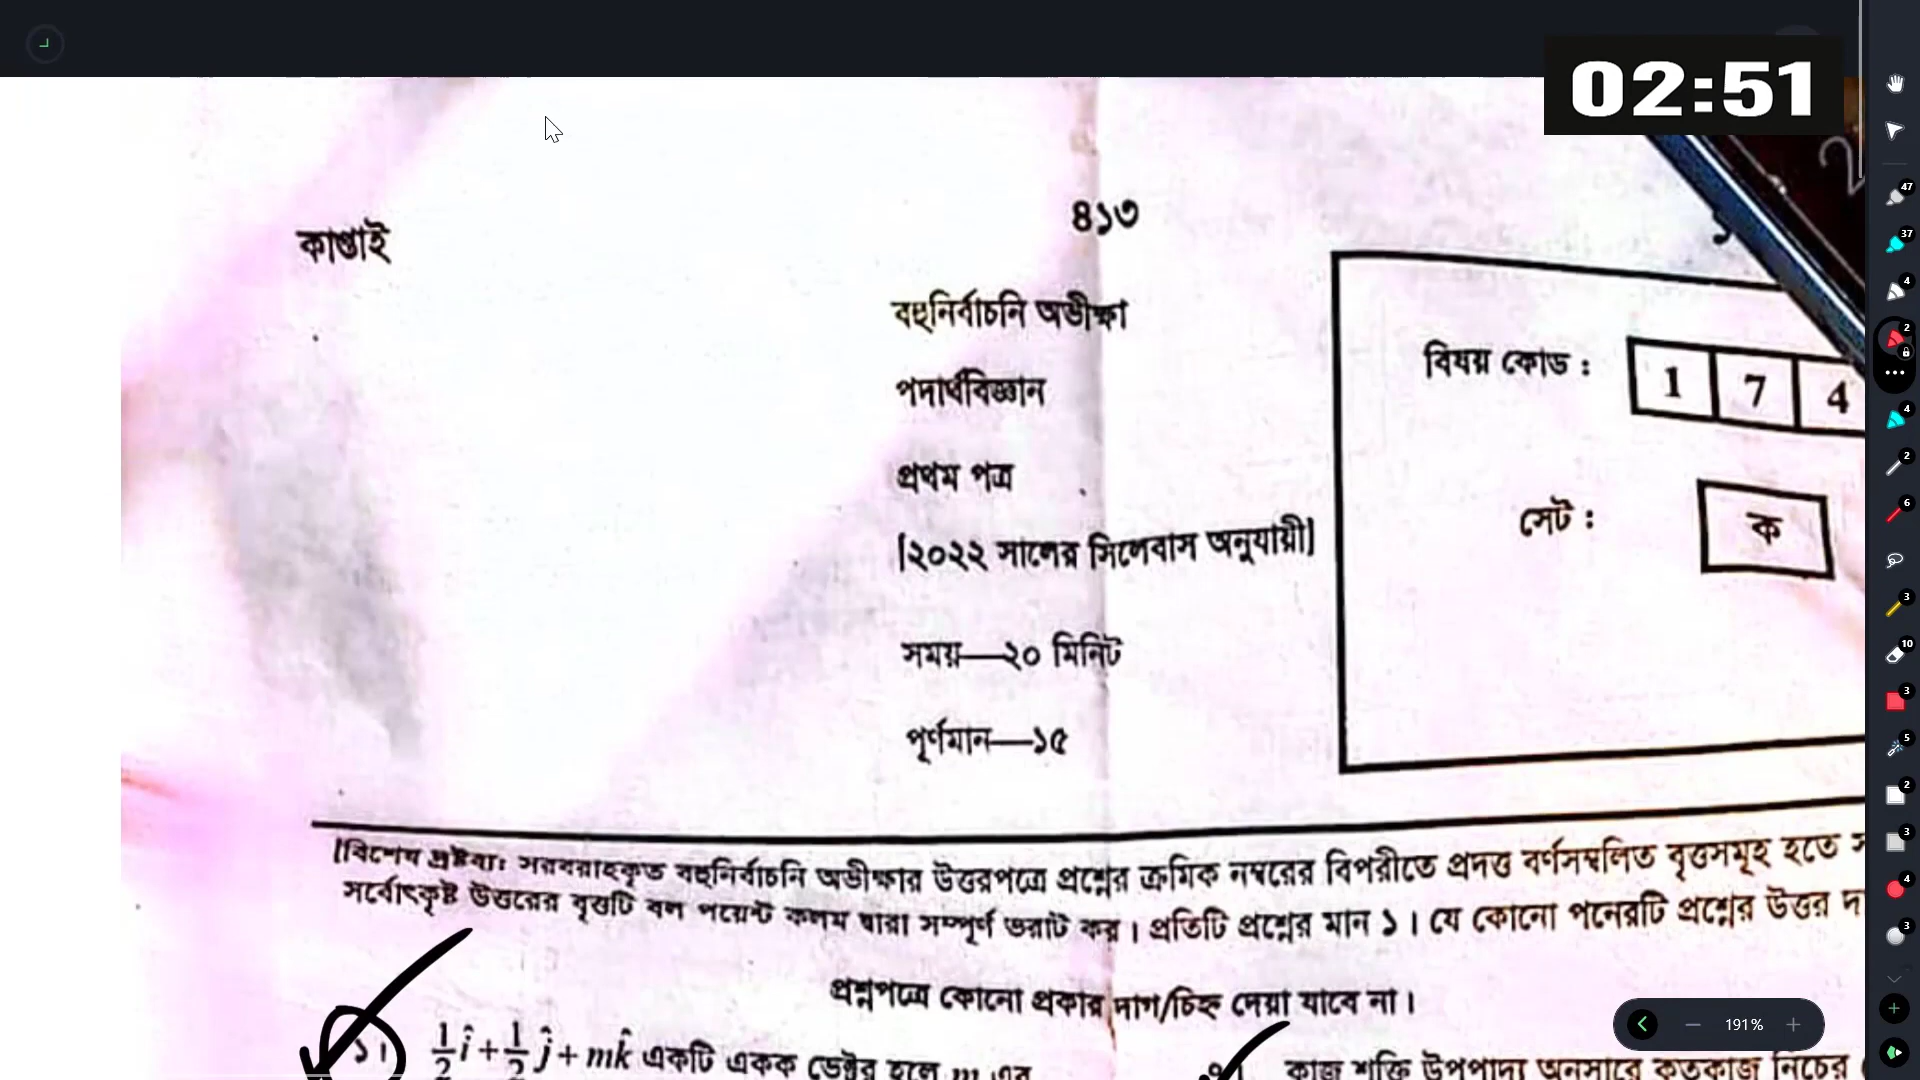 02:51
৪১৩
কাপ্তাই
বহুনির্বাচনি অভীক্ষা
পদার্থবিজ্ঞান
প্রথম পত্র
[২০২২ সালের সিলেবাস অনুযায়ী]
সময়—২০ মিনিট
পূর্ণমান—১৫
বিষয় কোড : 1 7 4
সেট : ক
[বিশেষ দ্রষ্টব্য: সরবরাহকৃত বহুনির্বাচনি অভীক্ষার উত্তরপত্রে প্রশ্নের ক্রমিক নম্বরের বিপরীতে প্রদত্ত বর্ণসম্বলিত বৃত্তসমূহ হতে
সর্বোৎকৃষ্ট উত্তরের বৃত্তটি বল পয়েন্ট কলম দ্বারা সম্পূর্ণ ভরাট কর। প্রতিটি প্রশ্নের মান ১। যে কোনো পনেরটি প্রশ্নের উত্তর
প্রশ্নপত্রে কোনো প্রকার দাগ/চিহ্ন দেয়া যাবে না।
১। ½î + ½ĵ + mk̂ একটি একক ভেক্টর হলে m এর
কাজ শক্তি উপপাদ্য অনুসারে কৃতকাজ নিচের
191%